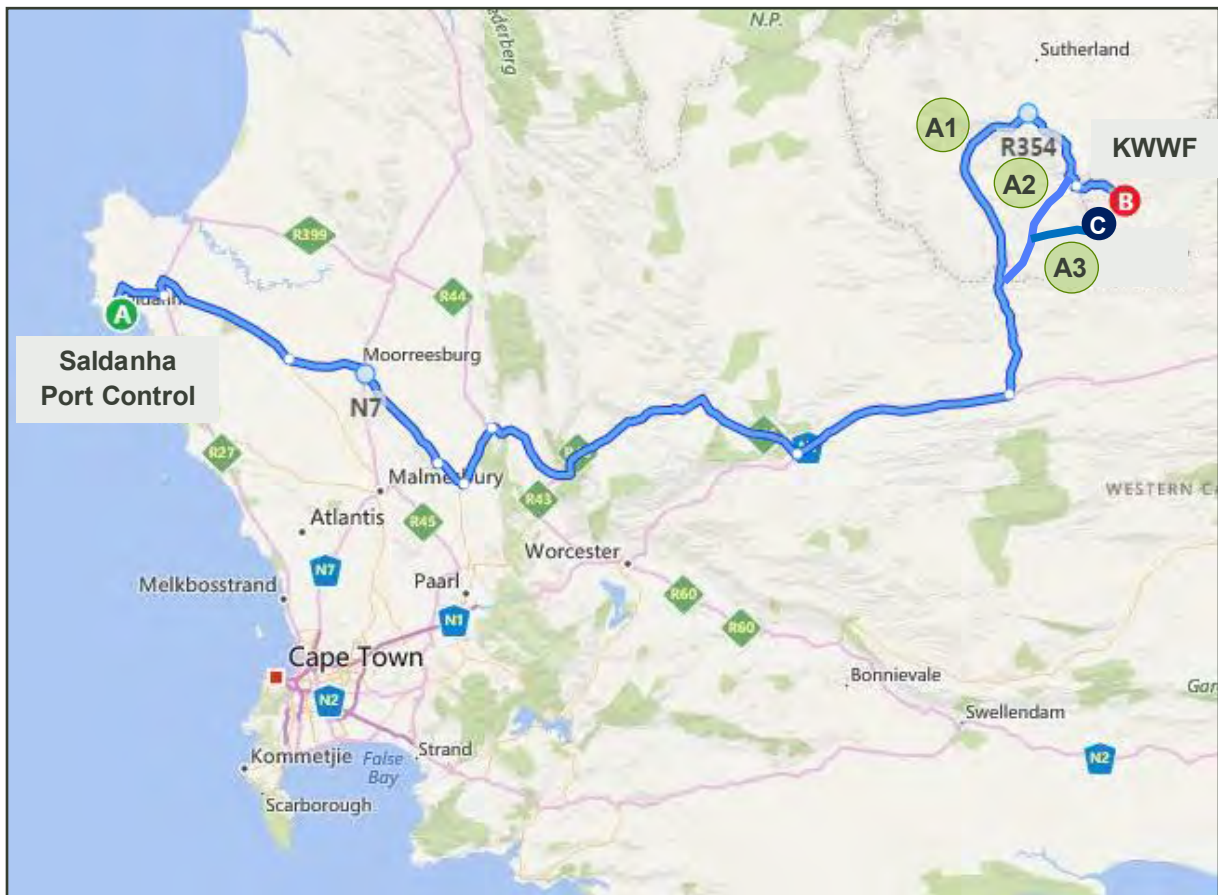 N.P.
Sutherland
A1
R354
KWWF
A2
B
C
A3
R399
R44
A
Saldanha
Port Control
Moorreesburg
N7
R27
R43
Malmesbury
WESTERN
R45
Atlantis
Worcester
N7
Melkbosstrand
Paarl
R60
N1
R60
Cape Town
Bonnievale
N2
Swellendam
Strand
N2
Kommetjie
False
Bay
Scarborough